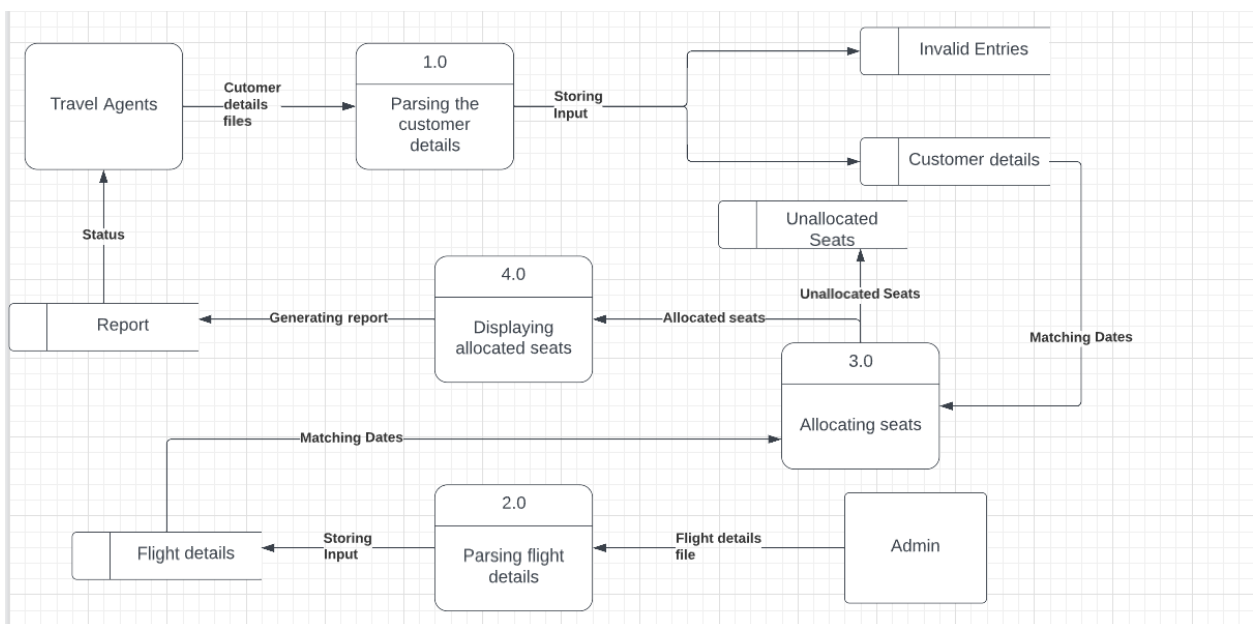 Travel Agents
Cutomer
details
files
1.0
Parsing the
customer
details
Storing
Input
Invalid Entries
Customer details
Unallocated
Seats
Status
Unallocated Seats
4.0
Displaying
allocated seats
Generating report
Report
Allocated seats
Matching Dates
3.0
Allocating seats
Matching Dates
2.0
Parsing flight
details
Storing
Input
Flight details
Flight details
file
Admin